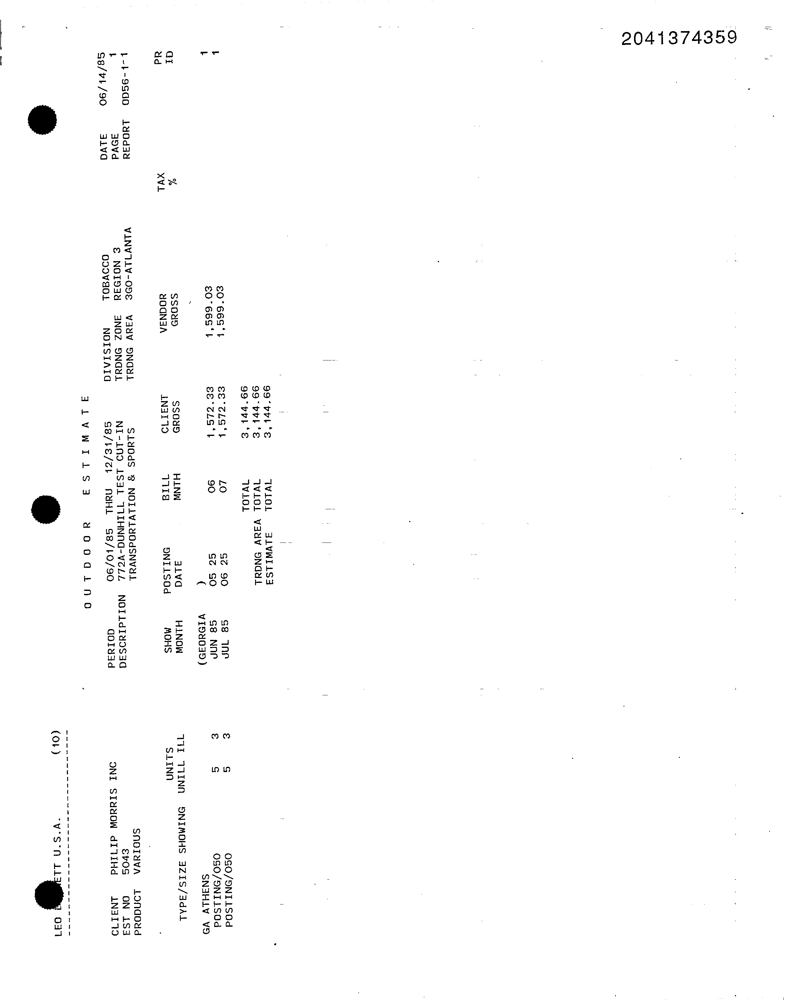 2041374359
LEO ETT U.S.A. (10)
O U T D O O R E S T I M A T E
CLIENT PHILIP MORRIS INC PERIOD 06/01/85 THRU 12/31/85 DIVISION TOBACCO DATE 06/14/85
EST NO 5043 DESCRIPTION 772A-DUNHILL TEST CUT-IN TRDNG ZONE REGION 3 PAGE 1
PRODUCT VARIOUS TRANSPORTATION & SPORTS TRDNG AREA 3GO-ATLANTA REPORT OD56-1-1
UNITS SHOW POSTING BILL CLIENT VENDOR TAX PR
TYPE/SIZE SHOWING UNILL ILL MONTH DATE MNTH GROSS GROSS % ID
GA ATHENS (GEORGIA )
POSTING/050 5 3 JUN 85 05 25 06 1,572.33 1,599.03 1
POSTING/050 5 3 JUL 85 06 25 07 1,572.33 1,599.03 1
TOTAL 3,144.66
TRDNG AREA TOTAL 3,144.66
ESTIMATE TOTAL 3,144.66